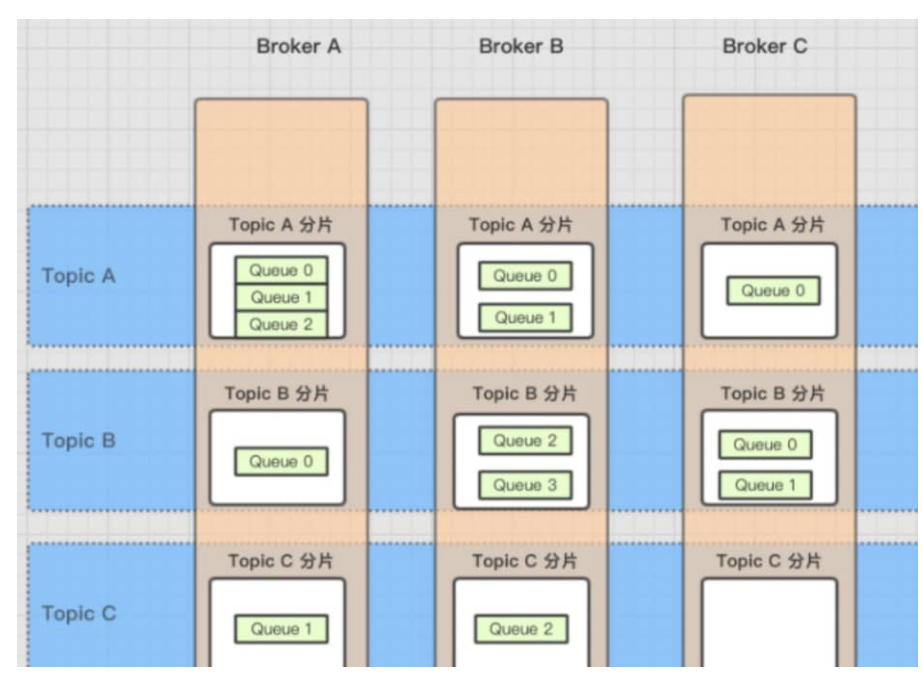 Broker A
Broker B
Broker C
Topic A
Topic A 分片
Queue 0
Queue 1
Queue 2
Topic A 分片
Queue 0
Queue 1
Topic A 分片
Queue 0
Topic B
Topic B 分片
Queue 0
Topic B 分片
Queue 2
Queue 3
Topic B 分片
Queue 0
Queue 1
Topic C
Topic C 分片
Queue 1
Topic C 分片
Queue 2
Topic C 分片